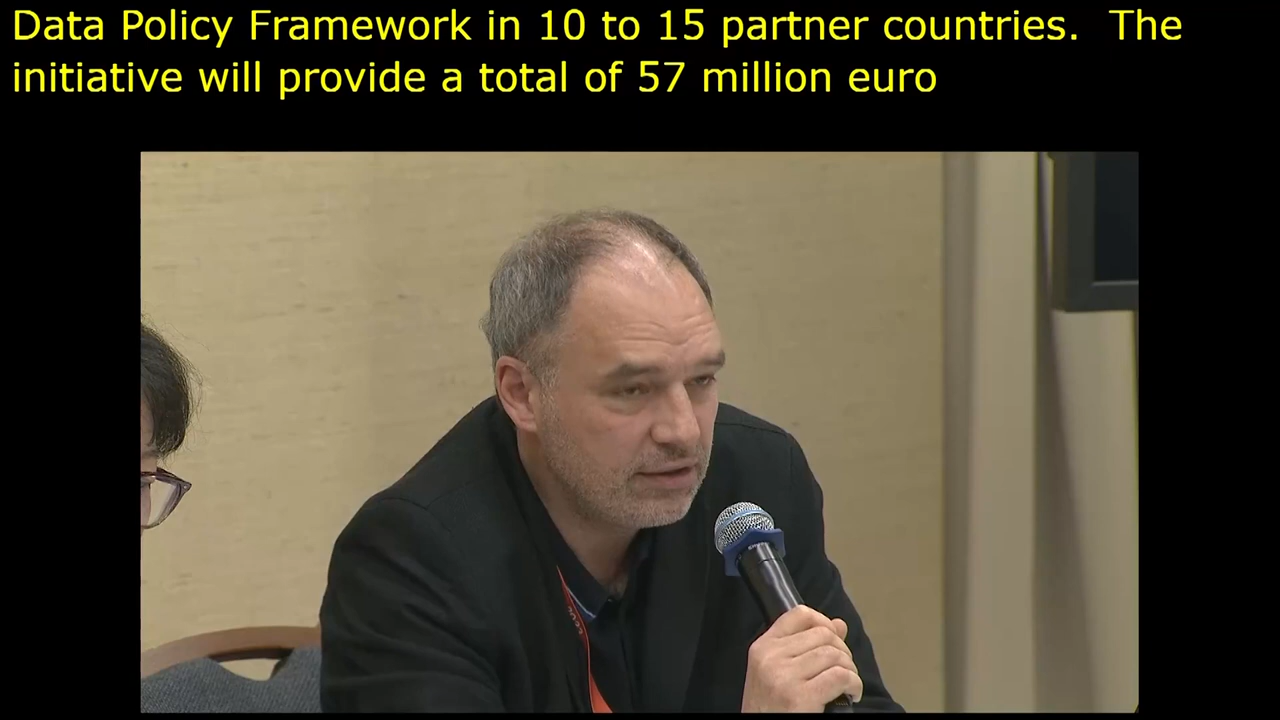 Data Policy Framework in 10 to 15 partner countries.  The
initiative will provide a total of 57 million euro